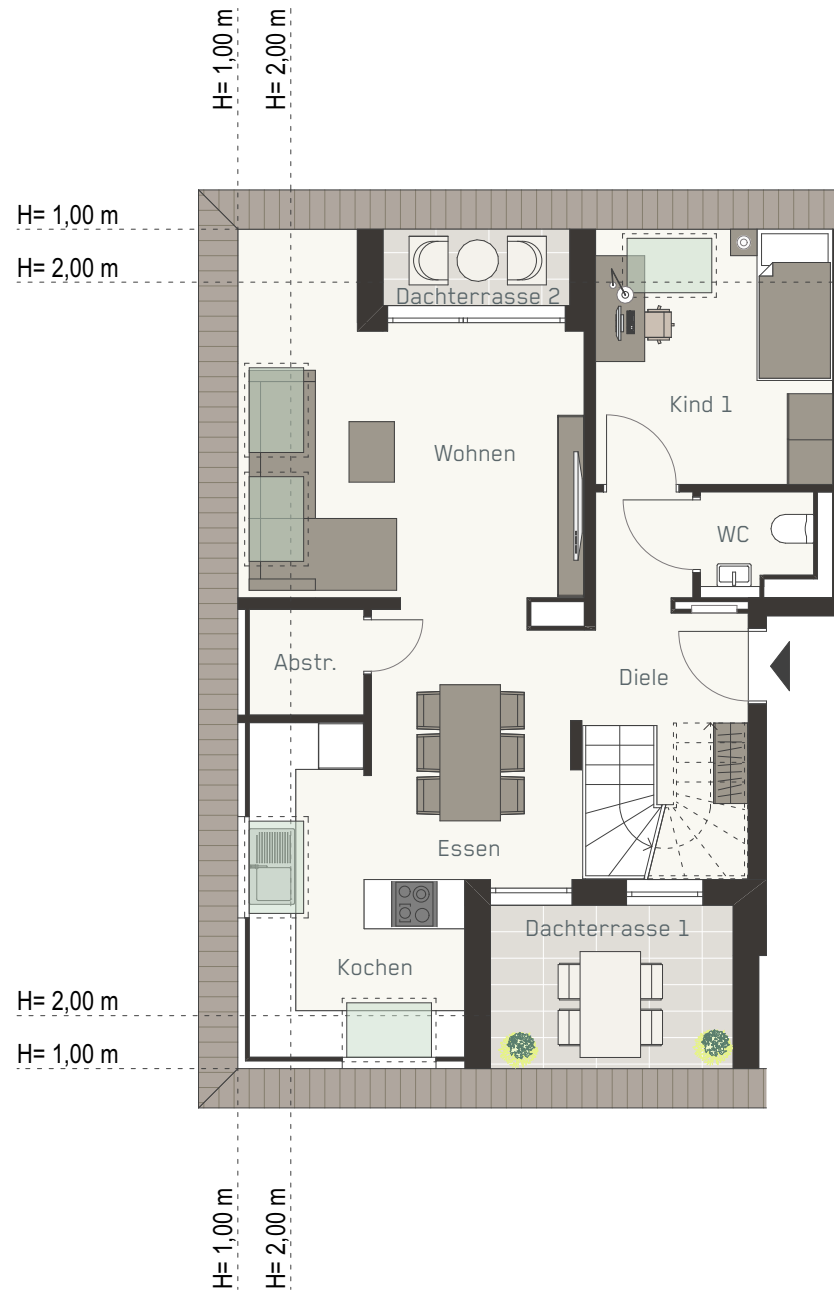 H= 1,00 m
H= 2,00 m
H= 1,00 m
H= 2,00 m
Dachterrasse 2
Kind 1
Wohnen
WC
Abstr.
Diele
Essen
Dachterrasse 1
Kochen
H= 2,00 m
H= 1,00 m
H= 1,00 m
H= 2,00 m